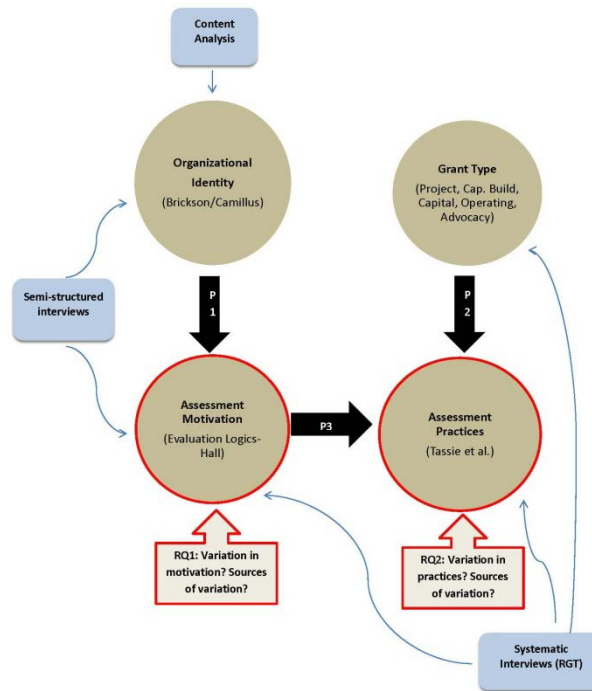 Content
Analysis
Organizational
Identity
(Brickson/Camillus)
Grant Type
(Project, Cap. Build,
Capital, Operating,
Advocacy)
Semi-structured
interviews
P
1
P
2
Assessment
Motivation
(Evaluation Logics-
Hall)
P3
Assessment
Practices
(Tassie et al.)
RQ1: Variation in
motivation? Sources
of variation?
RQ2: Variation in
practices? Sources
of variation?
Systematic
Interviews (RGT)